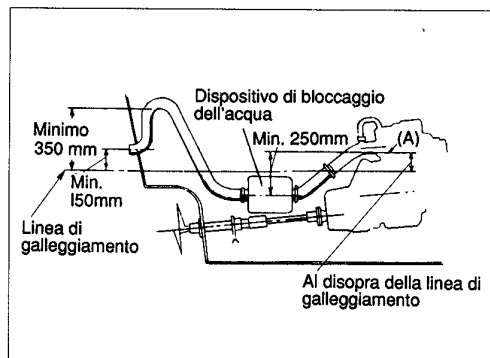 Dispositivo di bloccaggio
dell'acqua
Minimo
350 mm
Min. 250mm
(A)
Min.
l50mm
Linea di
galleggiamento
Al disopra della linea di
galleggiamento